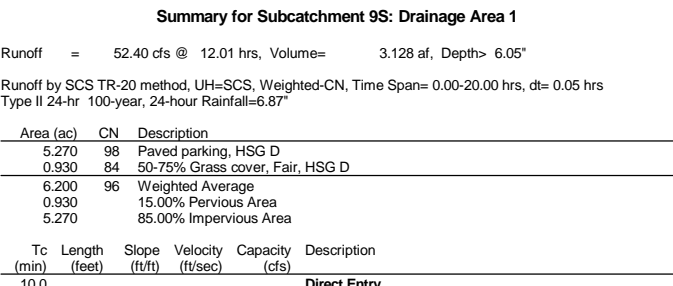 Summary for Subcatchment 9S: Drainage Area 1
Runoff = 52.40 cfs @ 12.01 hrs, Volume= 3.128 af, Depth> 6.05"
Runoff by SCS TR-20 method, UH=SCS, Weighted-CN, Time Span= 0.00-20.00 hrs, dt= 0.05 hrs
Type II 24-hr 100-year, 24-hour Rainfall=6.87"
Area (ac) CN Description
5.270 98 Paved parking, HSG D
0.930 84 50-75% Grass cover, Fair, HSG D
6.200 96 Weighted Average
0.930 15.00% Pervious Area
5.270 85.00% Impervious Area
Tc Length Slope Velocity Capacity Description
(min) (feet) (ft/ft) (ft/sec) (cfs)
10.0 Direct Entry